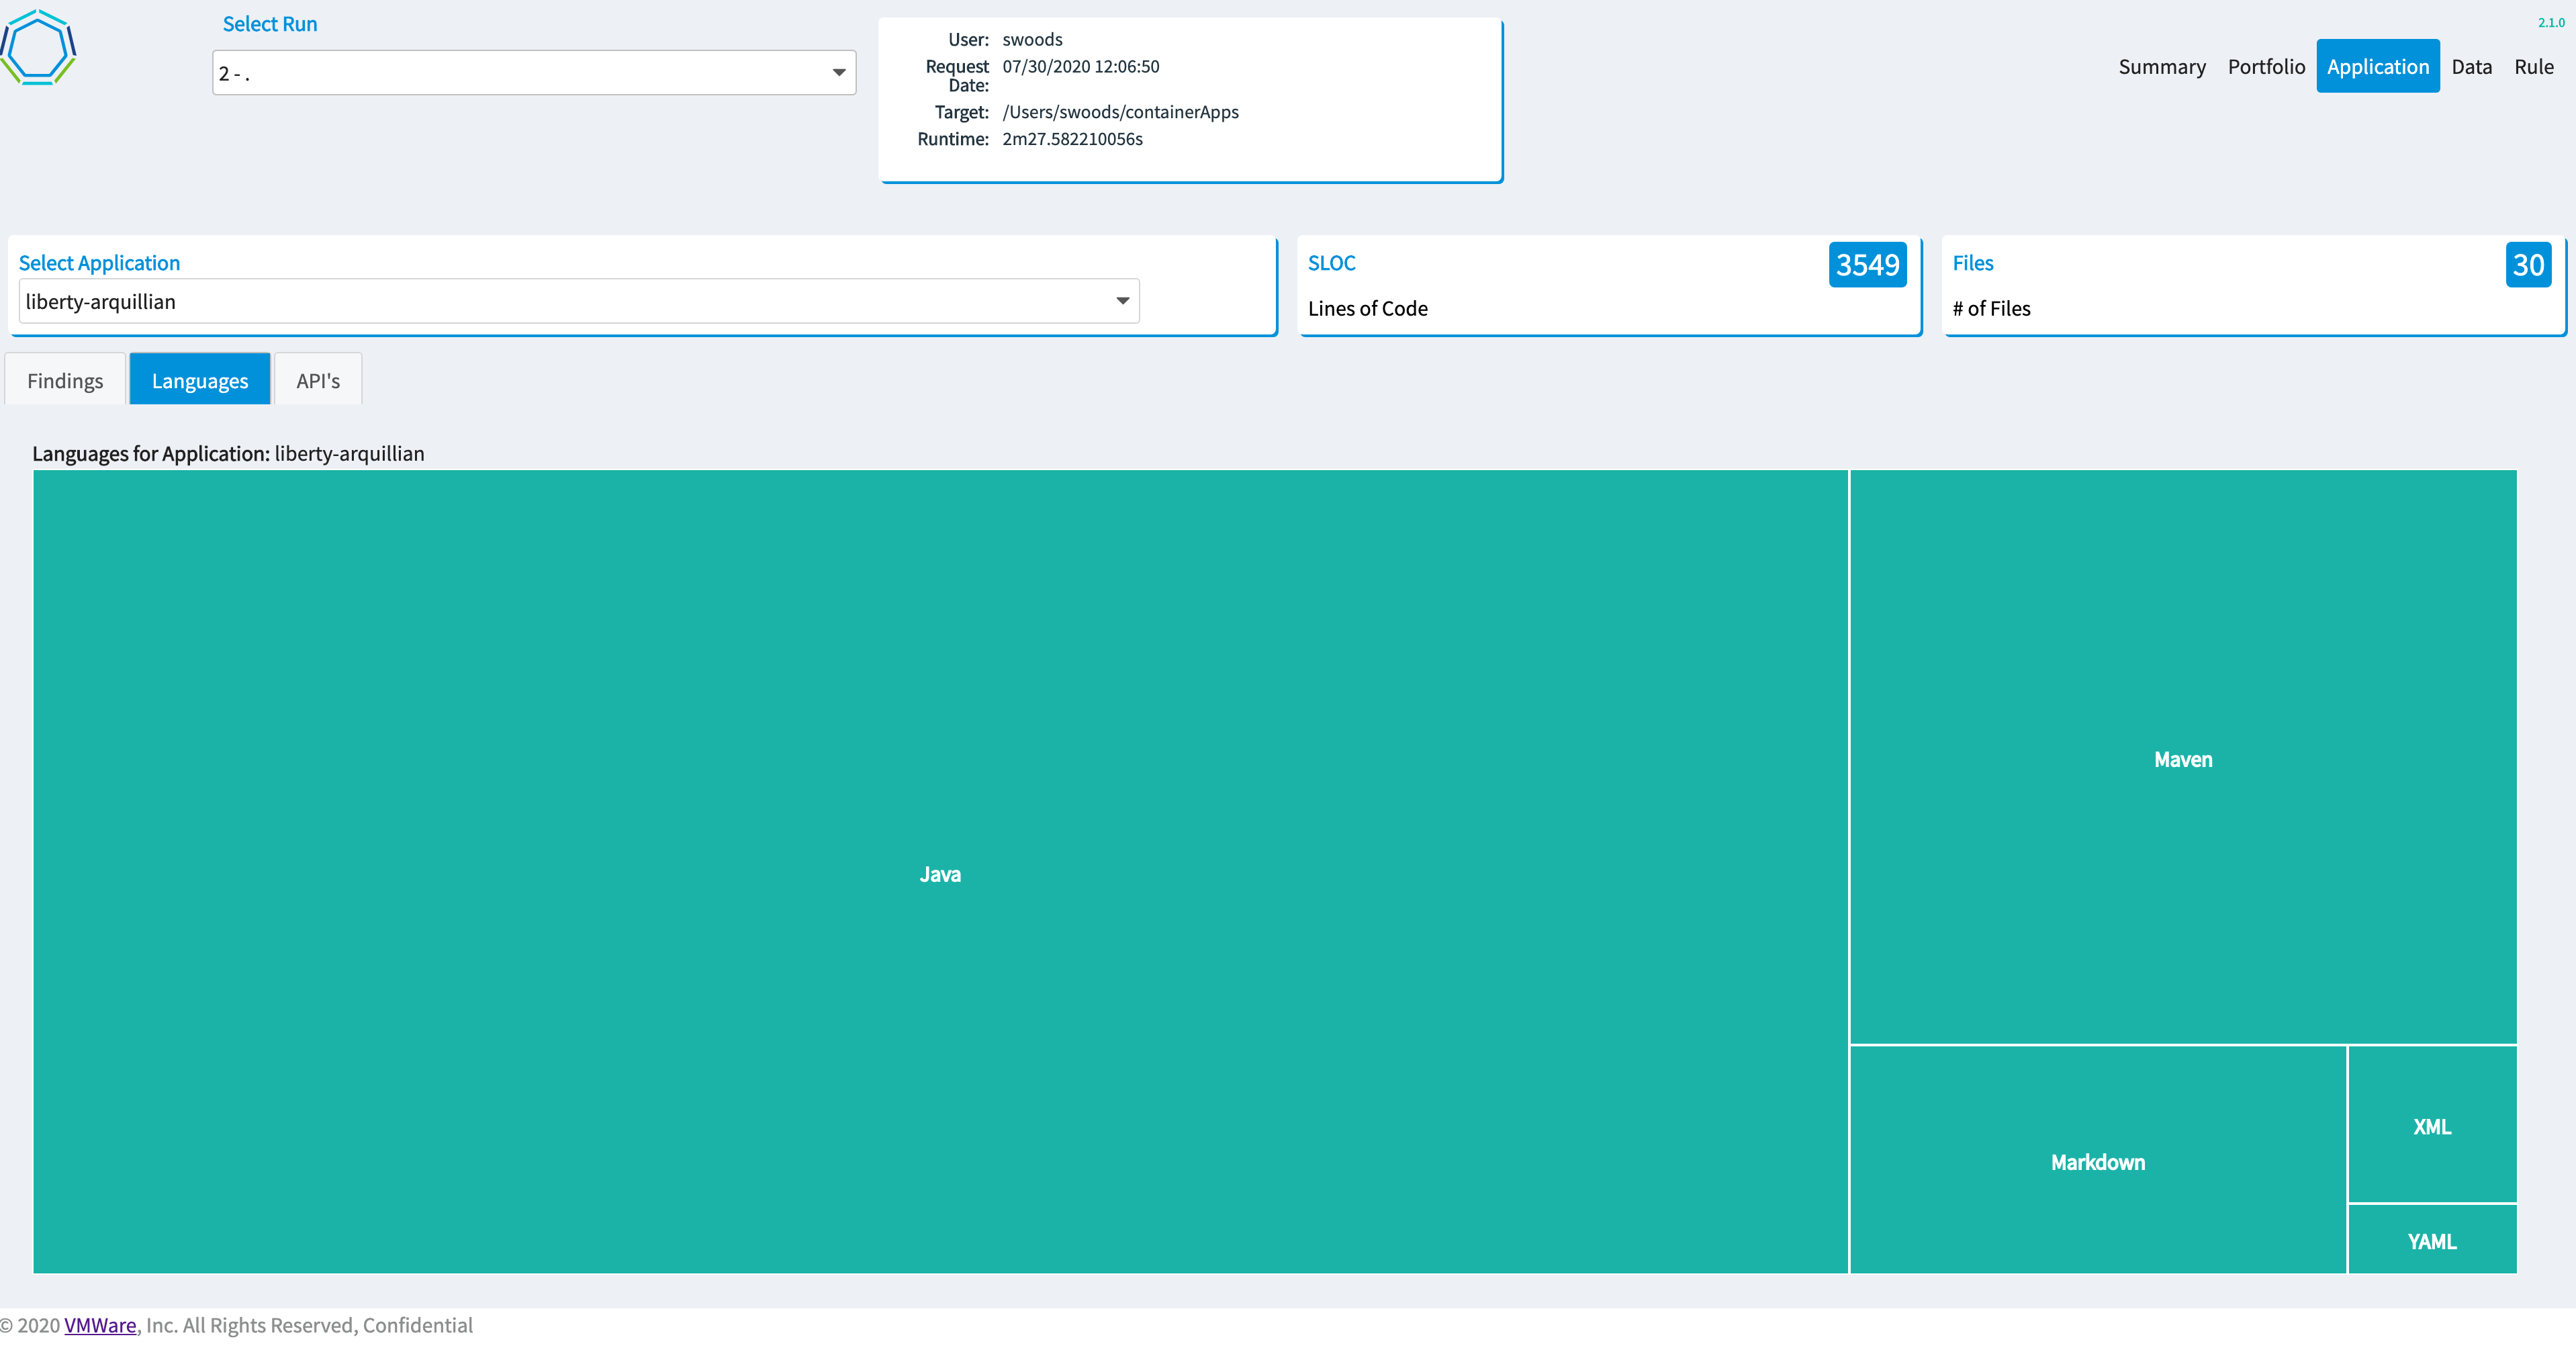 2.1.0
Select Run
2 - .
User: swoods
Request Date: 07/30/2020 12:06:50
Target: /Users/swoods/containerApps
Runtime: 2m27.582210056s
Summary Portfolio Application Data Rule
Select Application
liberty-arquillian
SLOC 3549
Lines of Code
Files 30
# of Files
Findings Languages API's
Languages for Application: liberty-arquillian
Java
Maven
Markdown
XML
YAML
© 2020 VMWare, Inc. All Rights Reserved, Confidential